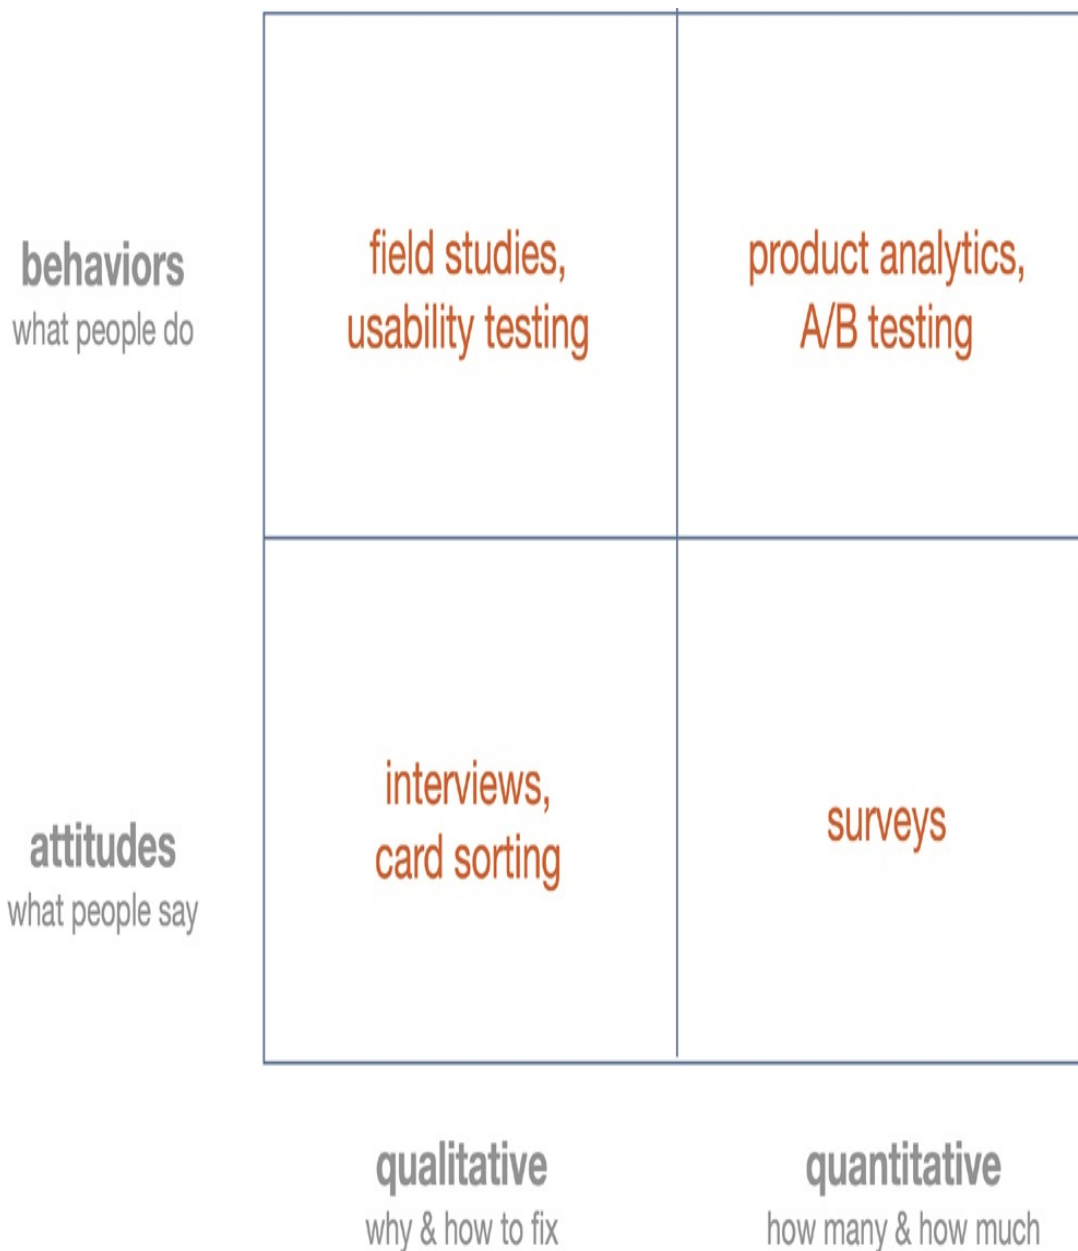 behaviors
what people do
field studies,
usability testing
product analytics,
A/B testing
attitudes
what people say
interviews,
card sorting
surveys
qualitative
why & how to fix
quantitative
how many & how much